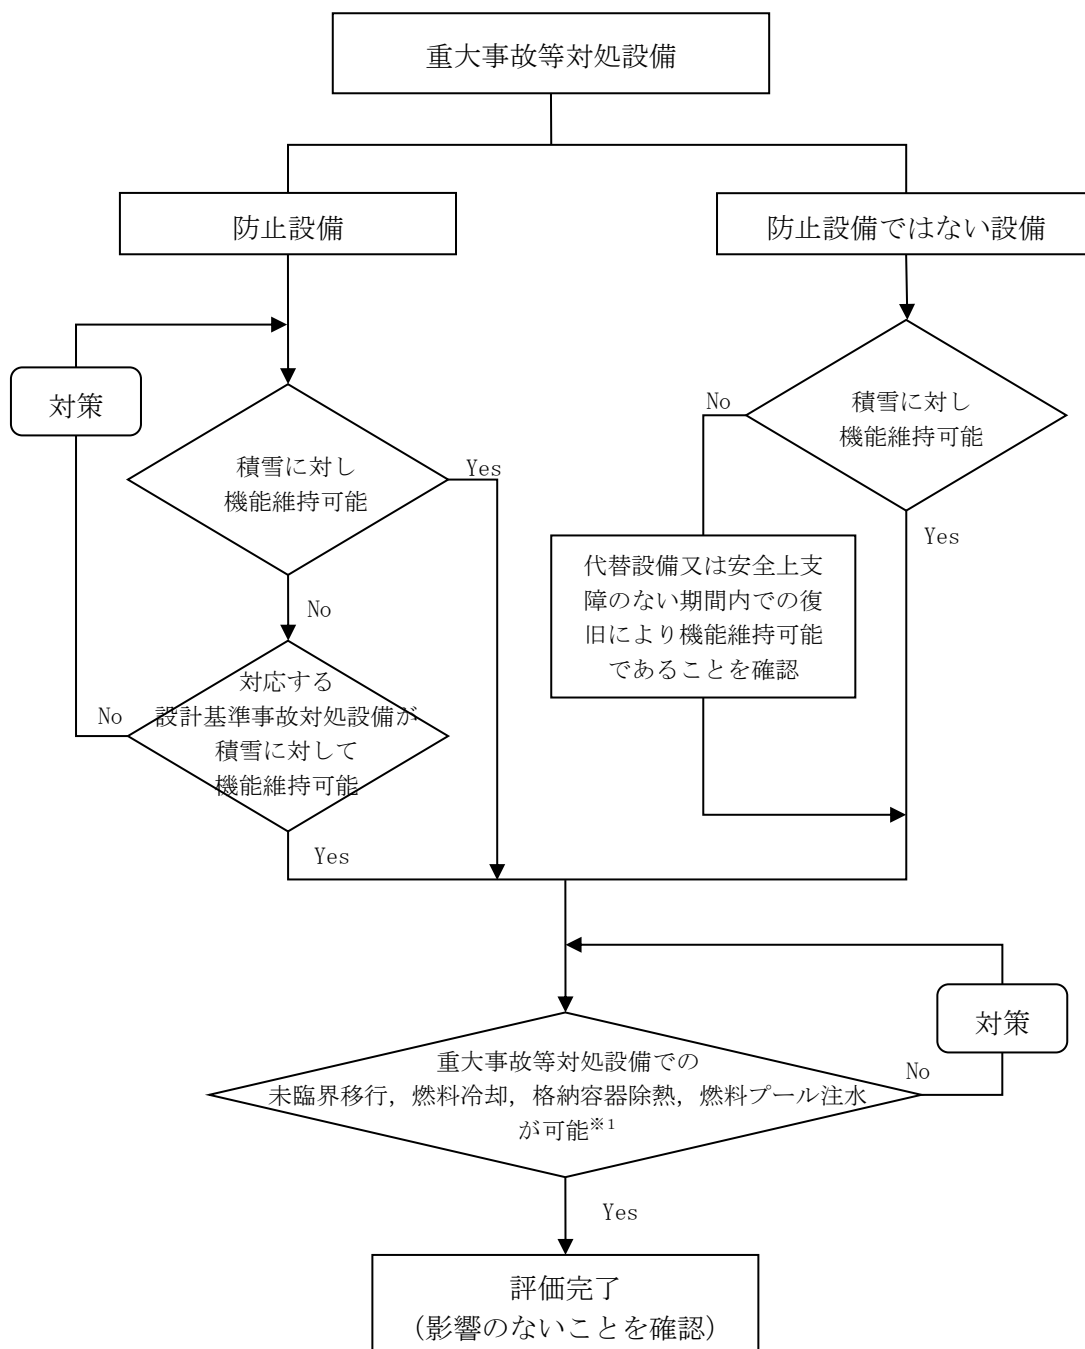 重大事故等対処設備
防止設備
防止設備ではない設備
対策
積雪に対し
機能維持可能
Yes
No
対応する
設計基準事故対処設備が
積雪に対して
機能維持可能
No
Yes
積雪に対し
機能維持可能
No
Yes
代替設備又は安全上支
障のない期間内での復
旧により機能維持可能
であることを確認
対策
重大事故等対処設備での
未臨界移行，燃料冷却，格納容器除熱，燃料プール注水
が可能※1
No
Yes
評価完了
（影響のないことを確認）